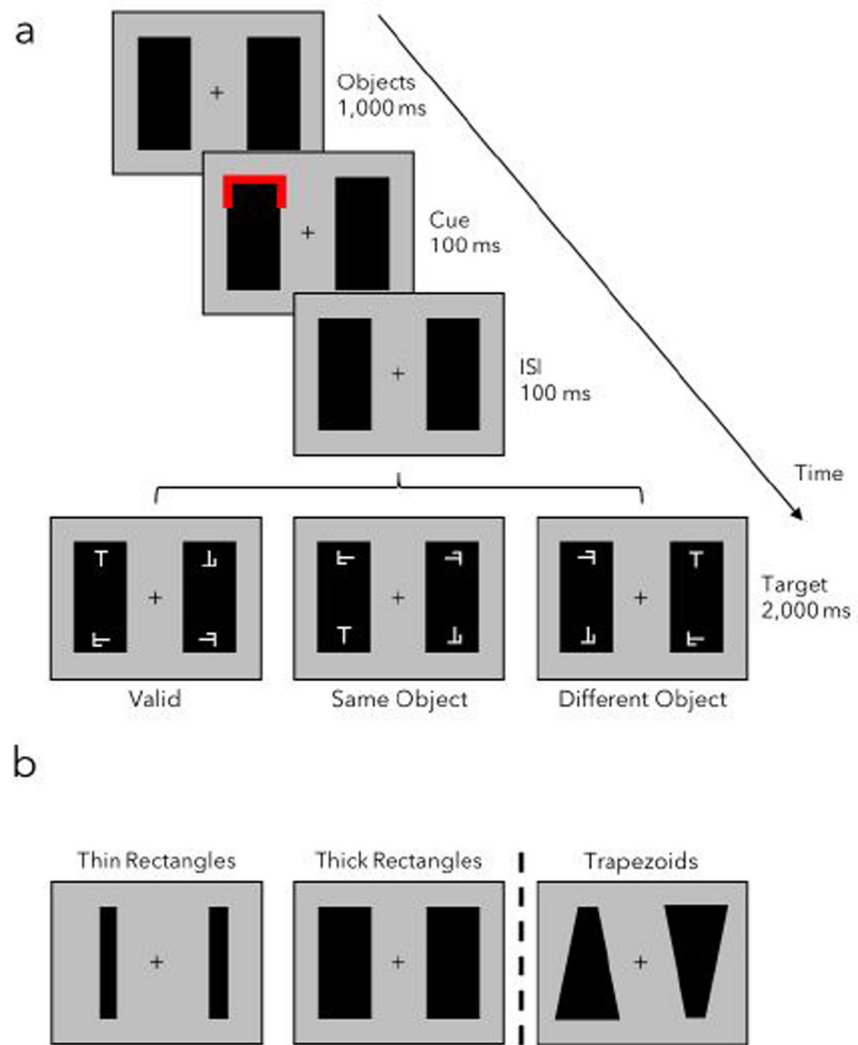 a
Objects
1,000 ms
Cue
100 ms
ISI
100 ms
Time
Target
2,000 ms
Valid
Same Object
Different Object
b
Thin Rectangles
Thick Rectangles
Trapezoids